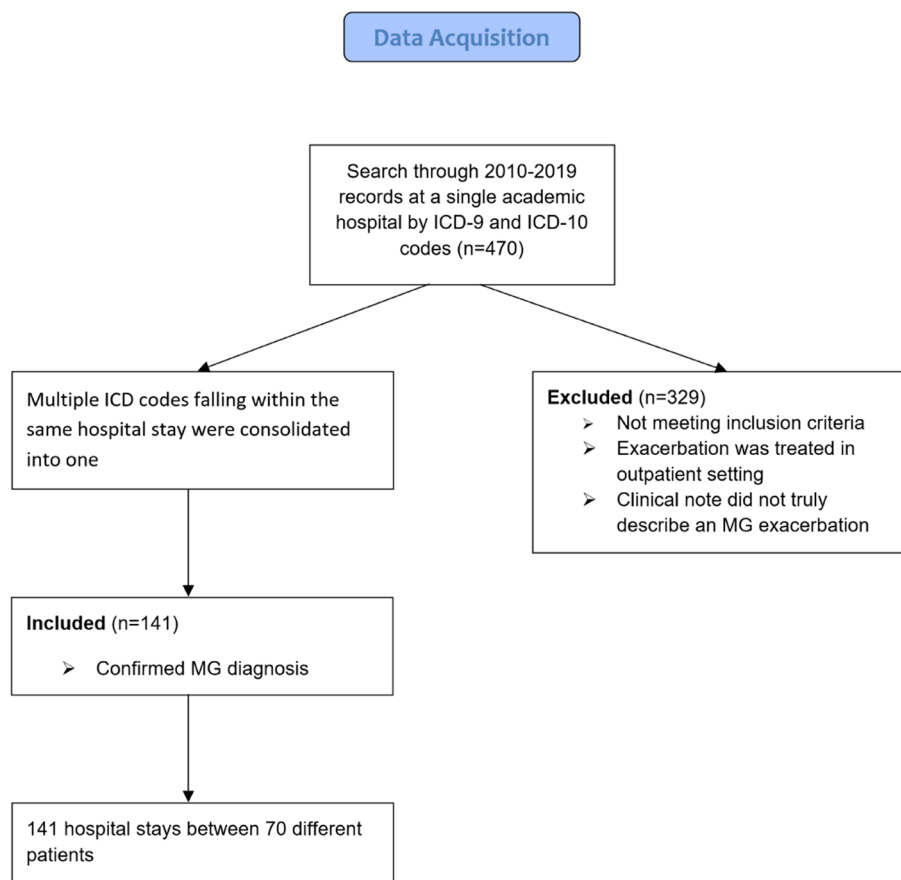 Data Acquisition
Search through 2010-2019
records at a single academic
hospital by ICD-9 and ICD-10
codes (n=470)
Multiple ICD codes falling within the
same hospital stay were consolidated
into one
Excluded (n=329)
➢ Not meeting inclusion criteria
➢ Exacerbation was treated in
outpatient setting
➢ Clinical note did not truly
describe an MG exacerbation
Included (n=141)
➢ Confirmed MG diagnosis
141 hospital stays between 70 different
patients